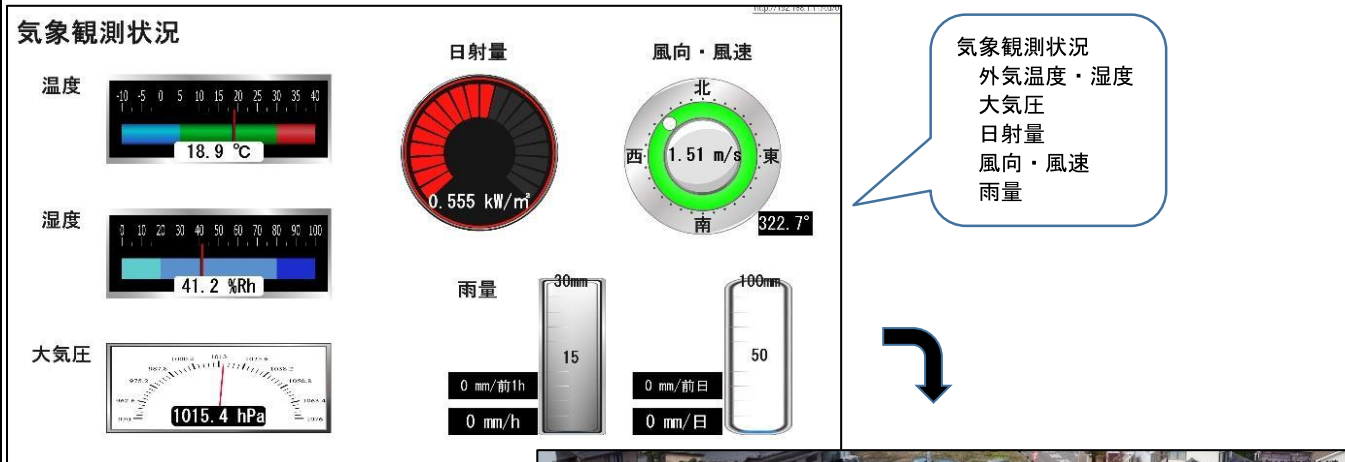 気象観測状況
温度
-10 -5 0 5 10 15 20 25 30 35 40
18.9 ℃
湿度
0 10 20 30 40 50 60 70 80 90 100
41.2 %Rh
大気圧
1015.4 hPa
日射量
0.555 kW/㎡
風向・風速
北
西
1.51 m/s
東
南
322.7°
雨量
30mm
15
0 mm/前1h
0 mm/h
100mm
50
0 mm/前日
0 mm/日
気象観測状況
外気温度・湿度
大気圧
日射量
風向・風速
雨量